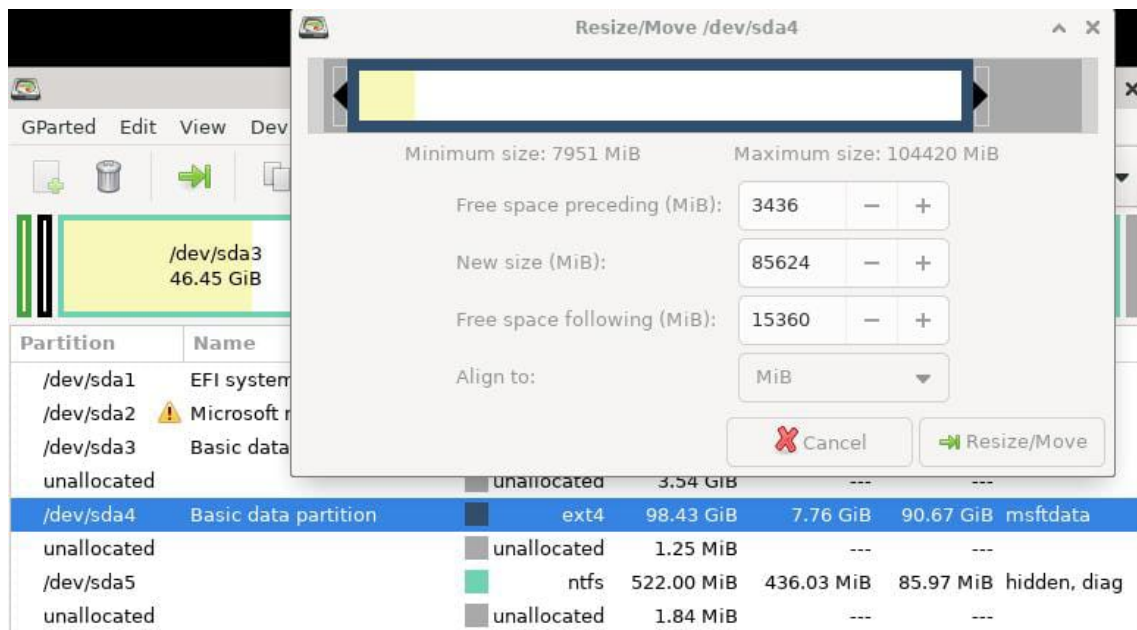 Resize/Move /dev/sda4
GParted Edit View Dev
Minimum size: 7951 MiB Maximum size: 104420 MiB
Free space preceding (MiB): 3436
New size (MiB): 85624
Free space following (MiB): 15360
Align to: MiB
Cancel Resize/Move
/dev/sda3
46.45 GiB
Partition Name
/dev/sda1 EFI system
/dev/sda2 Microsoft r
/dev/sda3 Basic data
unallocated unallocated 3.54 GiB --- ---
/dev/sda4 Basic data partition ext4 98.43 GiB 7.76 GiB 90.67 GiB msftdata
unallocated unallocated 1.25 MiB --- ---
/dev/sda5 ntfs 522.00 MiB 436.03 MiB 85.97 MiB hidden, diag
unallocated unallocated 1.84 MiB --- ---